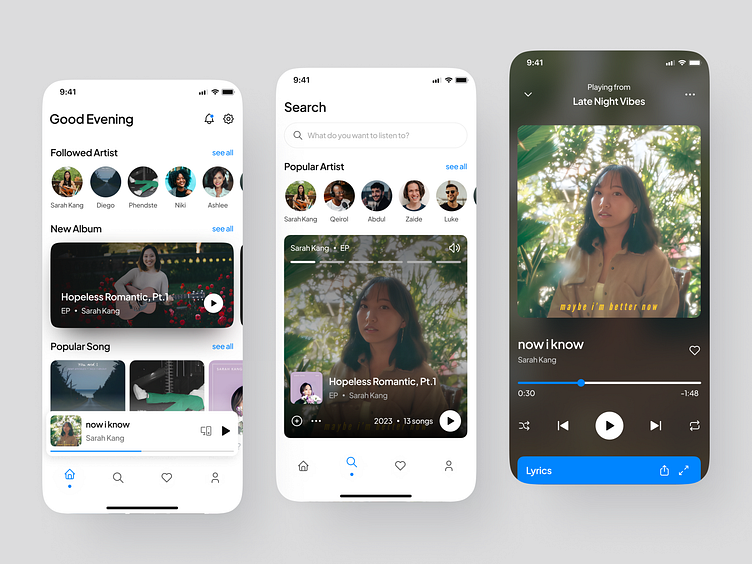 9:41
Good Evening
Followed Artist
see all
Sarah Kang
Diego
Phendste
Niki
Ashlee
New Album
see all
Hopeless Romantic, Pt.1
EP • Sarah Kang
Popular Song
see all
now i know
Sarah Kang
9:41
Search
What do you want to listen to?
Popular Artist
see all
Sarah Kang
Qeirol
Abdul
Zaide
Luke
Sarah Kang • EP
Hopeless Romantic, Pt.1
EP • Sarah Kang
2023 • 13 songs
9:41
Playing from
Late Night Vibes
maybe i'm better now
now i know
Sarah Kang
0:30
-1:48
Lyrics